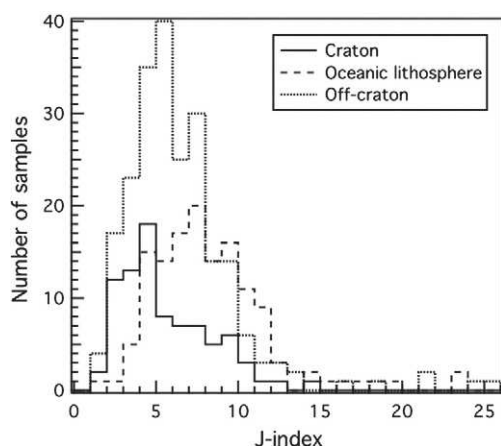 40
30
20
10
0
Number of samples
Craton
Oceanic lithosphere
Off-craton
0 5 10 15 20 25
J-index